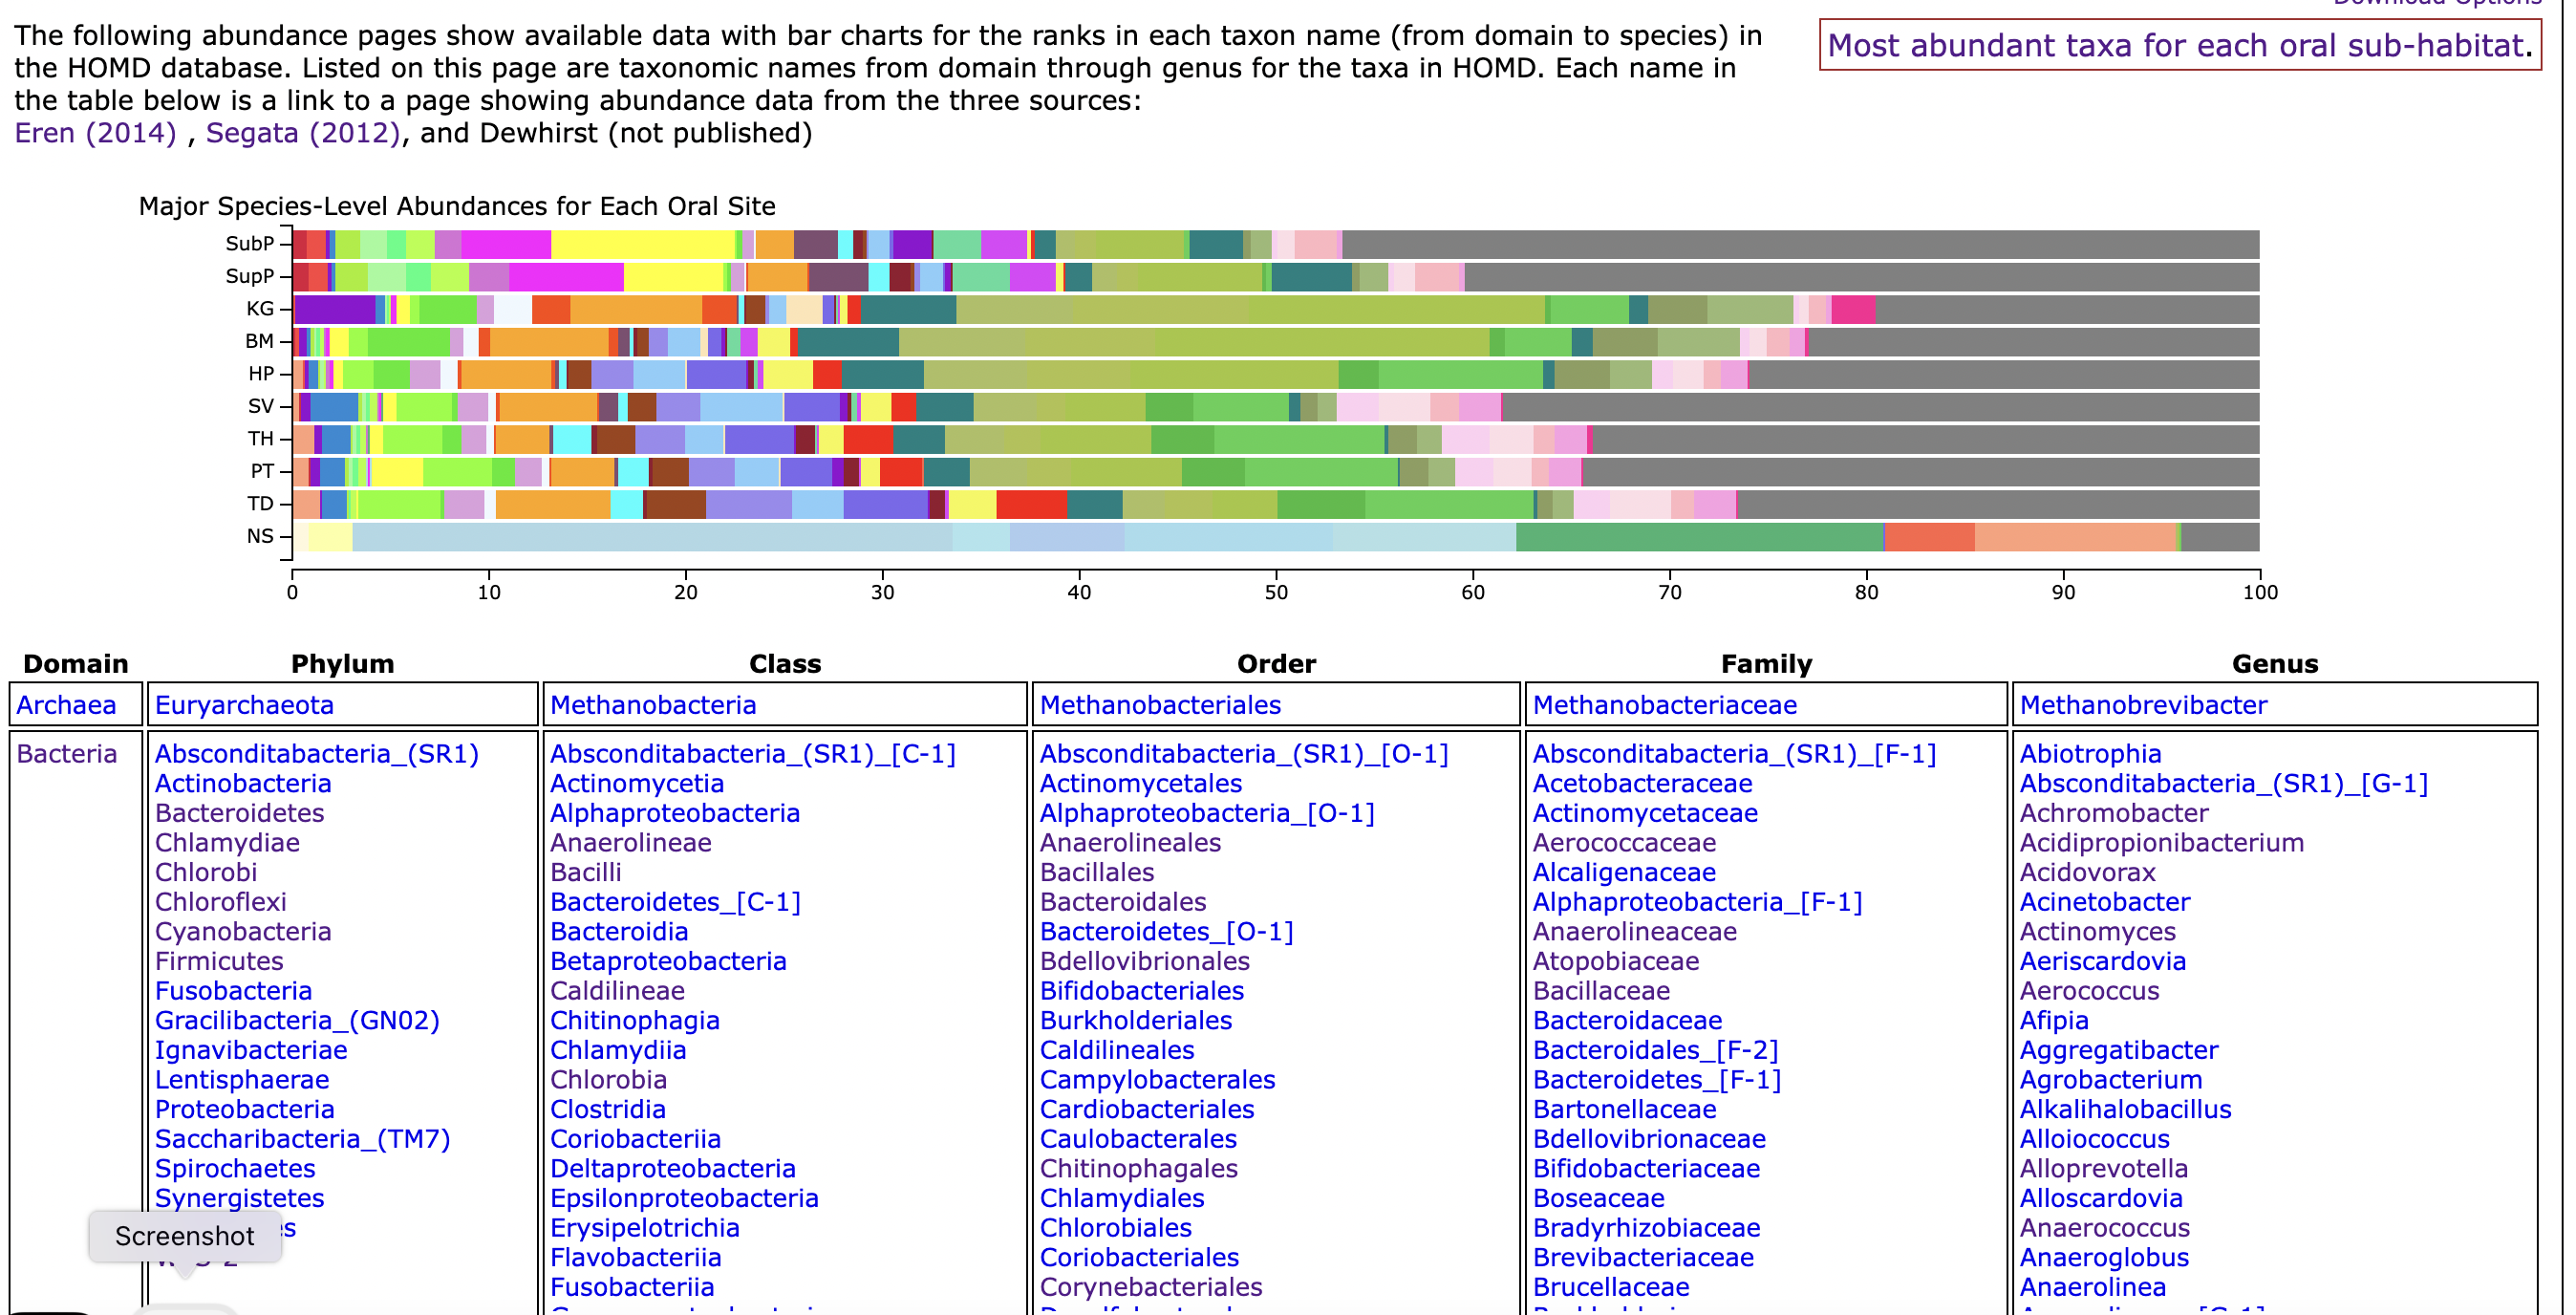 Download Options
The following abundance pages show available data with bar charts for the ranks in each taxon name (from domain to species) in
the HOMD database. Listed on this page are taxonomic names from domain through genus for the taxa in HOMD. Each name in
the table below is a link to a page showing abundance data from the three sources:
Eren (2014) , Segata (2012), and Dewhirst (not published)
Most abundant taxa for each oral sub-habitat.
Major Species-Level Abundances for Each Oral Site
SubP
SupP
KG
BM
HP
SV
TH
PT
TD
NS
0 10 20 30 40 50 60 70 80 90 100
Domain Phylum Class Order Family Genus
Archaea Euryarchaeota Methanobacteria Methanobacteriales Methanobacteriaceae Methanobrevibacter
Bacteria Absconditabacteria_(SR1) Absconditabacteria_(SR1)_[C-1] Absconditabacteria_(SR1)_[O-1] Absconditabacteria_(SR1)_[F-1] Abiotrophia
Actinobacteria Actinomycetia Actinomycetales Acetobacteraceae Absconditabacteria_(SR1)_[G-1]
Bacteroidetes Alphaproteobacteria Alphaproteobacteria_[O-1] Actinomycetaceae Achromobacter
Chlamydiae Anaerolineae Anaerolineales Aerococcaceae Acidipropionibacterium
Chlorobi Bacilli Bacillales Alcaligenaceae Acidovorax
Chloroflexi Bacteroidetes_[C-1] Bacteroidales Alphaproteobacteria_[F-1] Acinetobacter
Cyanobacteria Bacteroidia Bacteroidetes_[O-1] Anaerolineaceae Actinomyces
Firmicutes Betaproteobacteria Bdellovibrionales Atopobiaceae Aeriscardovia
Fusobacteria Caldilineae Bifidobacteriales Bacillaceae Aerococcus
Gracilibacteria_(GN02) Chitinophagia Burkholderiales Bacteroidaceae Afipia
Ignavibacteriae Chlamydiia Caldilineales Bacteroidales_[F-2] Aggregatibacter
Lentisphaerae Chlorobia Campylobacterales Bacteroidetes_[F-1] Agrobacterium
Proteobacteria Clostridia Cardiobacteriales Bartonellaceae Alkalihalobacillus
Saccharibacteria_(TM7) Coriobacteriia Caulobacterales Bdellovibrionaceae Alloiococcus
Spirochaetes Deltaproteobacteria Chitinophagales Bifidobacteriaceae Alloprevotella
Synergistetes Epsilonproteobacteria Chlamydiales Boseaceae Alloscardovia
Erysipelotrichia Chlorobiales Bradyrhizobiaceae Anaerococcus
Screenshot
Flavobacteriia Coriobacteriales Brevibacteriaceae Anaeroglobus
Fusobacteriia Corynebacteriales Brucellaceae Anaerolinea